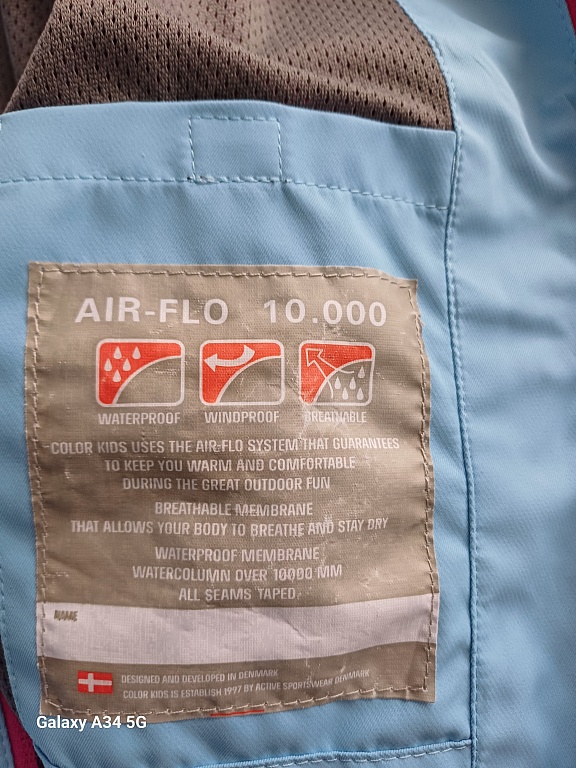 AIR-FLO 10.000
WATERPROOF WINDPROOF BREATHABLE
COLOR KIDS USES THE AIR-FLO SYSTEM THAT GUARANTEES
TO KEEP YOU WARM AND COMFORTABLE
DURING THE GREAT OUTDOOR FUN
BREATHABLE MEMBRANE
THAT ALLOWS YOUR BODY TO BREATHE AND STAY DRY
WATERPROOF MEMBRANE
WATERCOLUMN OVER 10000 MM
ALL SEAMS TAPED
NAME
DESIGNED AND DEVELOPED IN DENMARK
COLOR KIDS IS ESTABLISH 1997 BY ACTIVE SPORTSWEAR DENMARK
Galaxy A34 5G